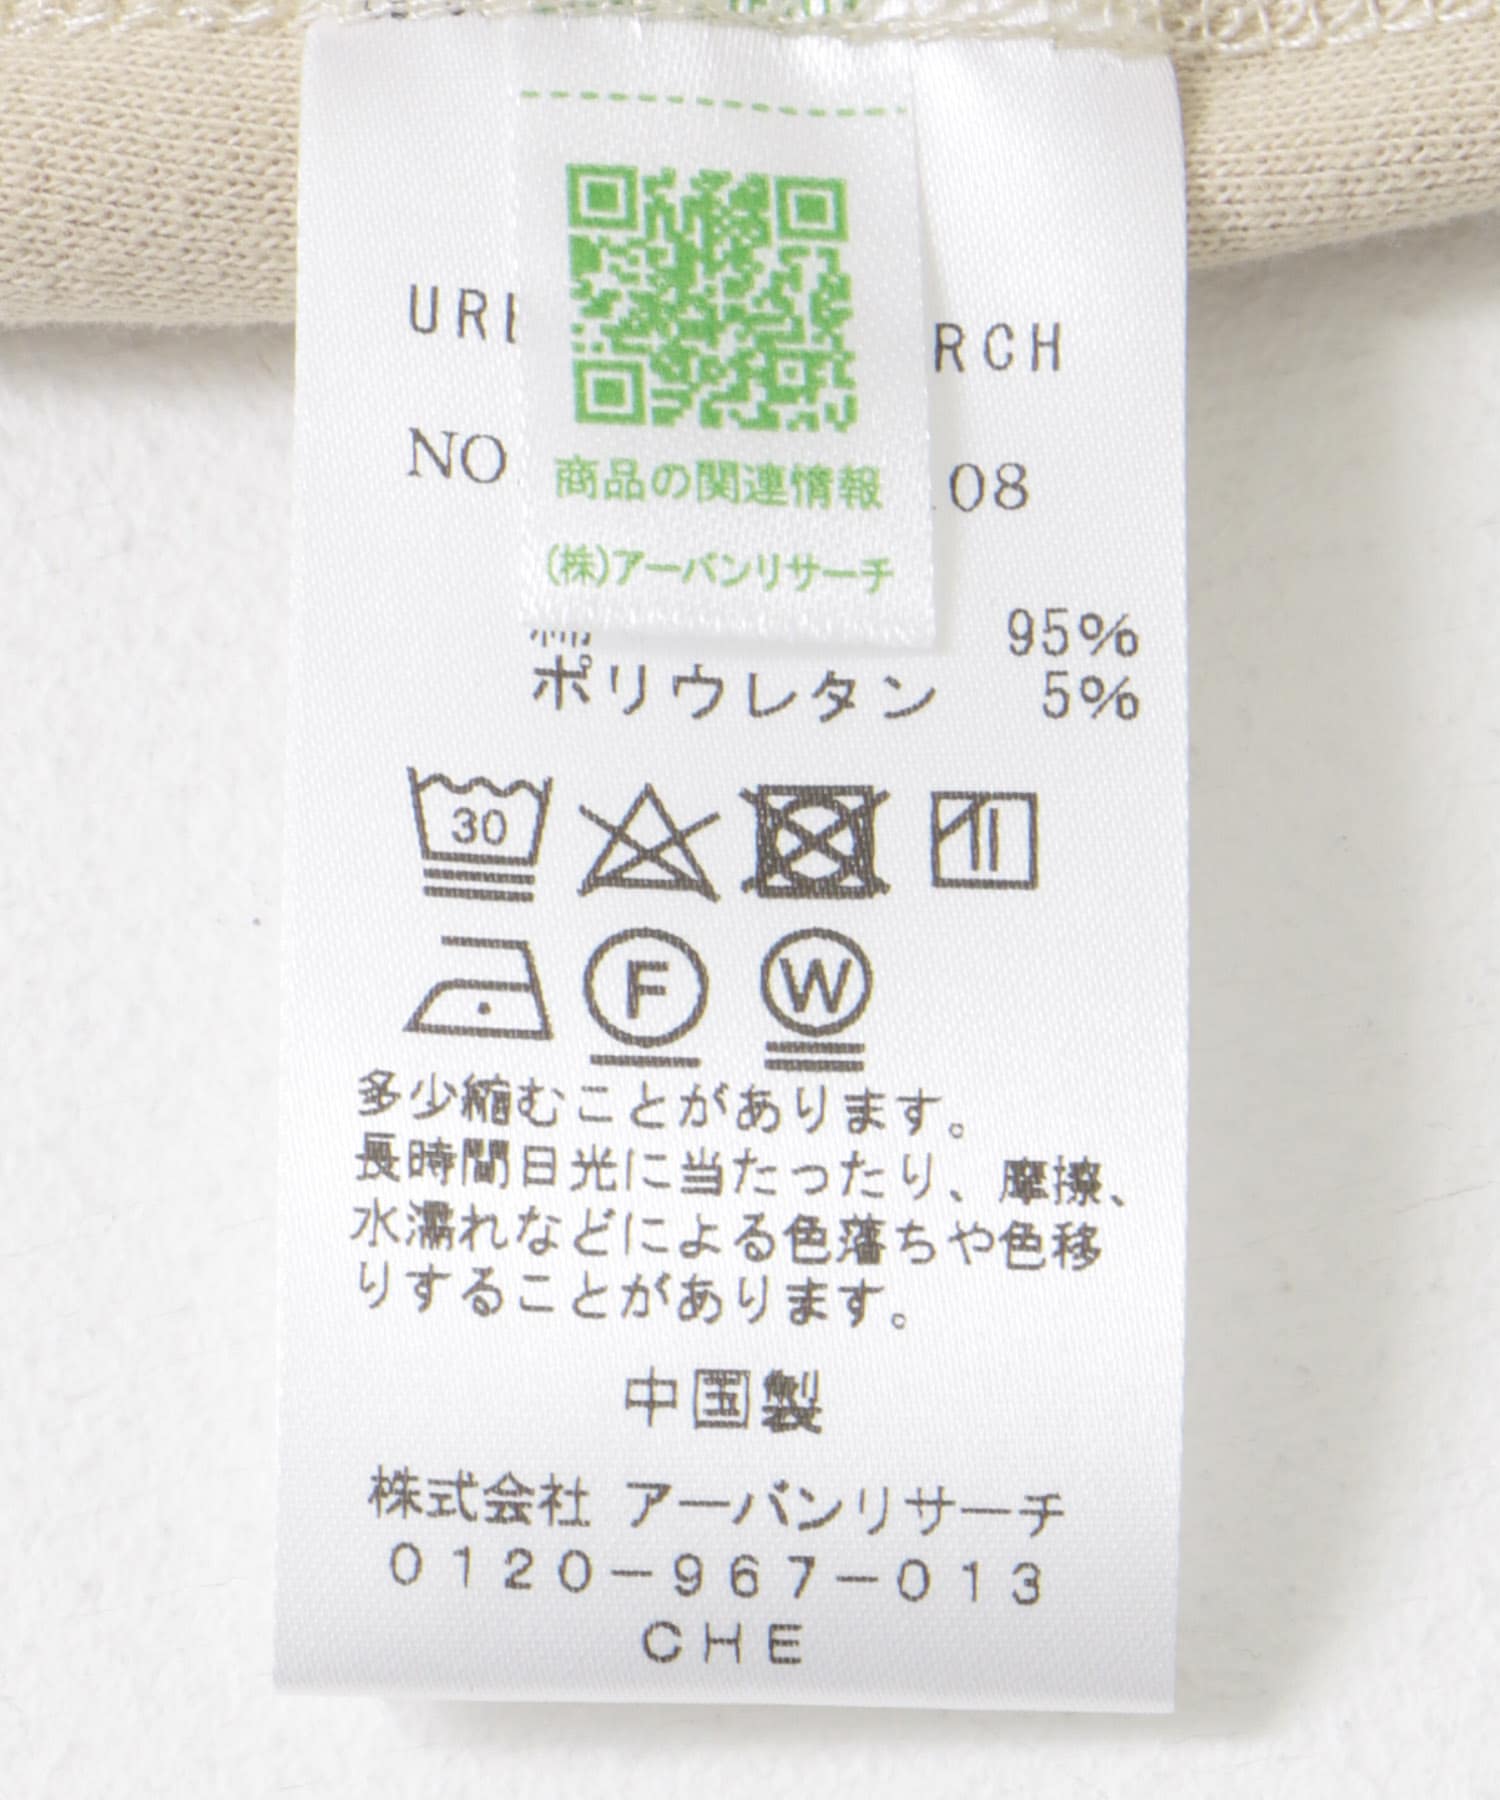 商品の関連情報
(株)アーバンリサーチ
95%
ポリウレタン 5%
30
F W
多少縮むことがあります。
長時間日光に当たったり、摩擦、
水濡れなどによる色落ちや色移
りすることがあります。
中国製
株式会社 アーバンリサーチ
0120-967-013
CHE